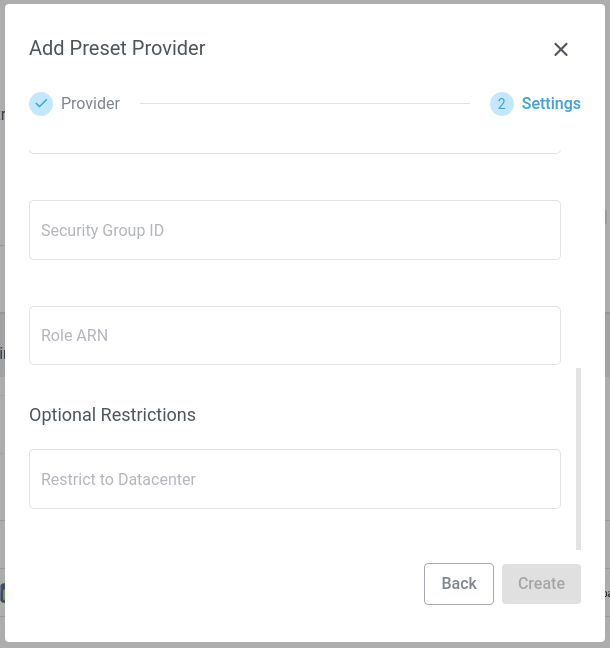 Add Preset Provider
Provider
2
Settings
Security Group ID
Role ARN
Optional Restrictions
Restrict to Datacenter
Back
Create